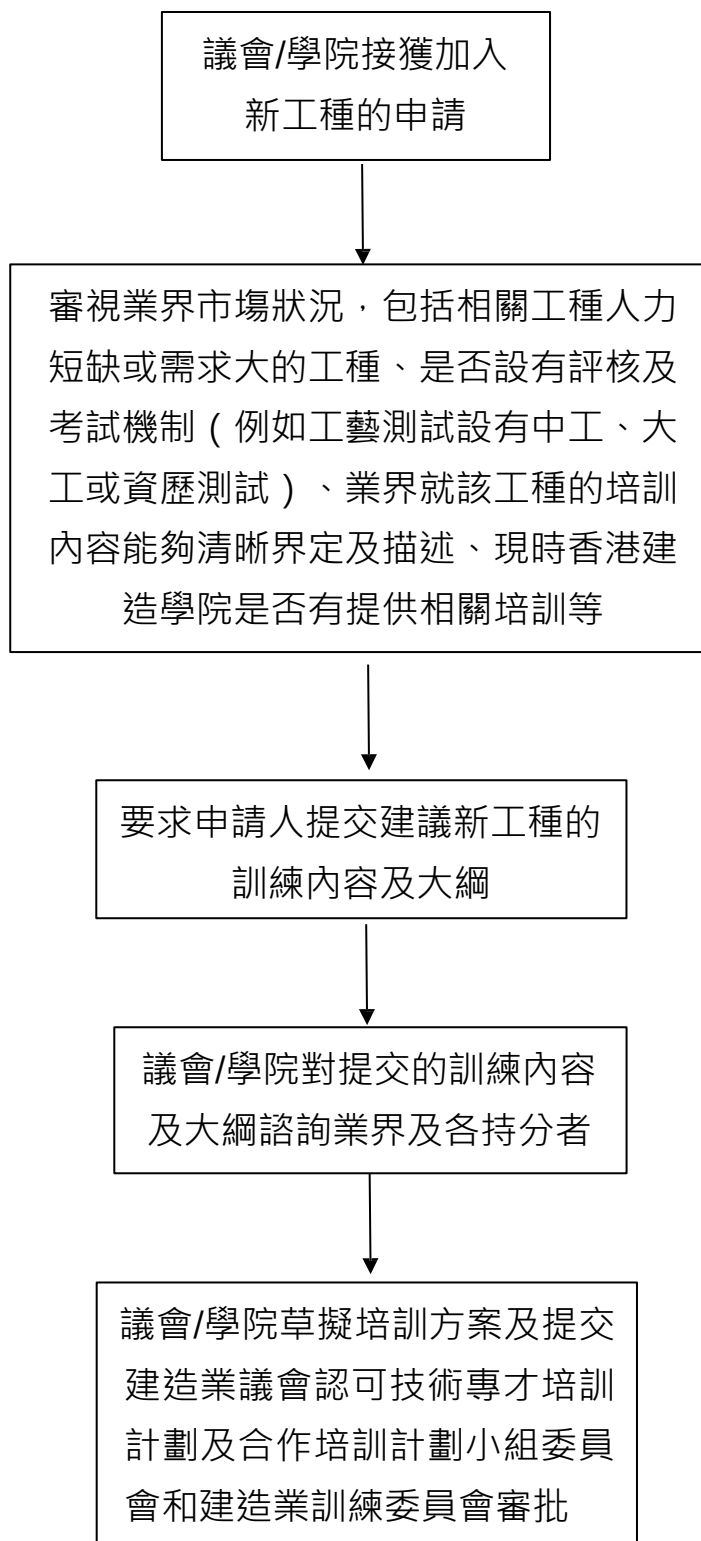 議會/學院接獲加入
新工種的申請
審視業界市塲狀況，包括相關工種人力
短缺或需求大的工種、是否設有評核及
考試機制（例如工藝測試設有中工、大
工或資歷測試）、業界就該工種的培訓
內容能夠清晰界定及描述、現時香港建
造學院是否有提供相關培訓等
要求申請人提交建議新工種的
訓練內容及大綱
議會/學院對提交的訓練內容
及大綱諮詢業界及各持分者
議會/學院草擬培訓方案及提交
建造業議會認可技術專才培訓
計劃及合作培訓計劃小組委員
會和建造業訓練委員會審批